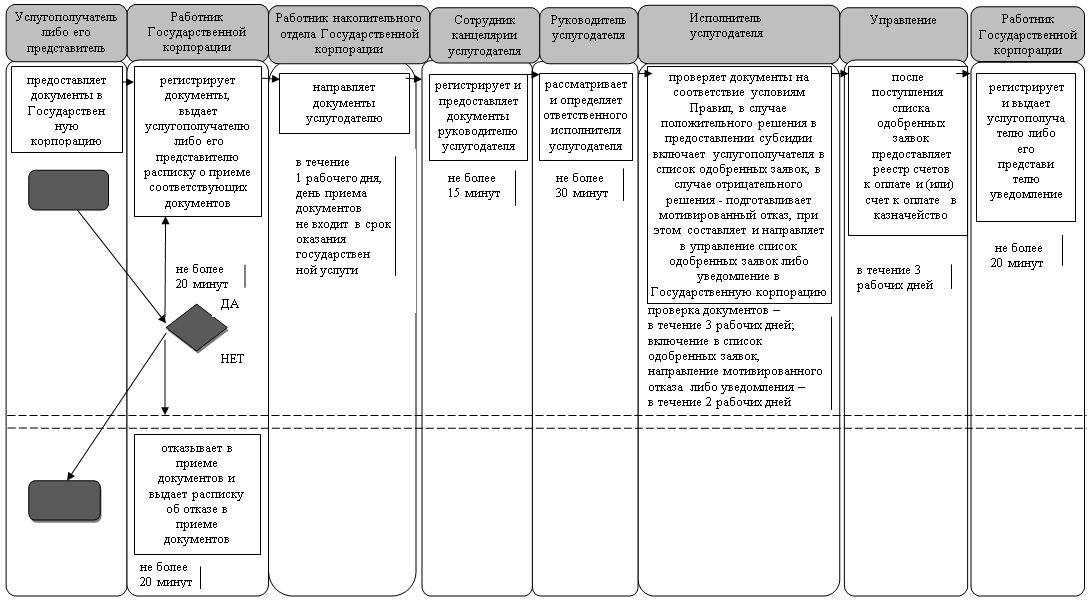 Услугополучатель
либо его
представитель
Работник
Государственной
корпорации
Работник накопительного
отдела Государственной
корпорации
Сотрудник
канцелярии
услугодателя
Руководитель
услугодателя
Исполнитель
услугодателя
Управление
Работник
Государственной
корпорации
предоставляет
документы в
Государствен
ную
корпорацию
регистрирует
документы,
выдает
услугополучателю
либо его
представителю
расписку о приеме
соответствующих
документов
не более
20 минут
ДА
НЕТ
отказывает в
приеме
документов и
выдает расписку
об отказе в
приеме
документов
не более
20 минут
направляет
документы
услугодателю
в течение
1 рабочего дня,
день приема
документов
не входит в срок
оказания
государствен
ной услуги
регистрирует и
предоставляет
документы
руководителю
услугодателя
не более
15 минут
рассматривает
и определяет
ответственного
исполнителя
услугодателя
не более
30 минут
проверяет документы на
соответствие условиям
Правил, в случае
положительного решения в
предоставлении субсидии
включает услугополучателя в
список одобренных заявок, в
случае отрицательного
решения - подготавливает
мотивированный отказ, при
этом составляет и направляет
в управление список
одобренных заявок либо
уведомление в
Государственную корпорацию
проверка документов –
в течение 3 рабочих дней;
включение в список
одобренных заявок,
направление мотивированного
отказа либо уведомления –
в течение 2 рабочих дней
после
поступления
списка
одобренных
заявок
предоставляет
реестр счетов
к оплате и (или)
счет к оплате в
казначейство
в течение 3
рабочих дней
регистрирует
и выдает
услугополуча
телю либо
его
представи
телю
уведомление
не более
20 минут